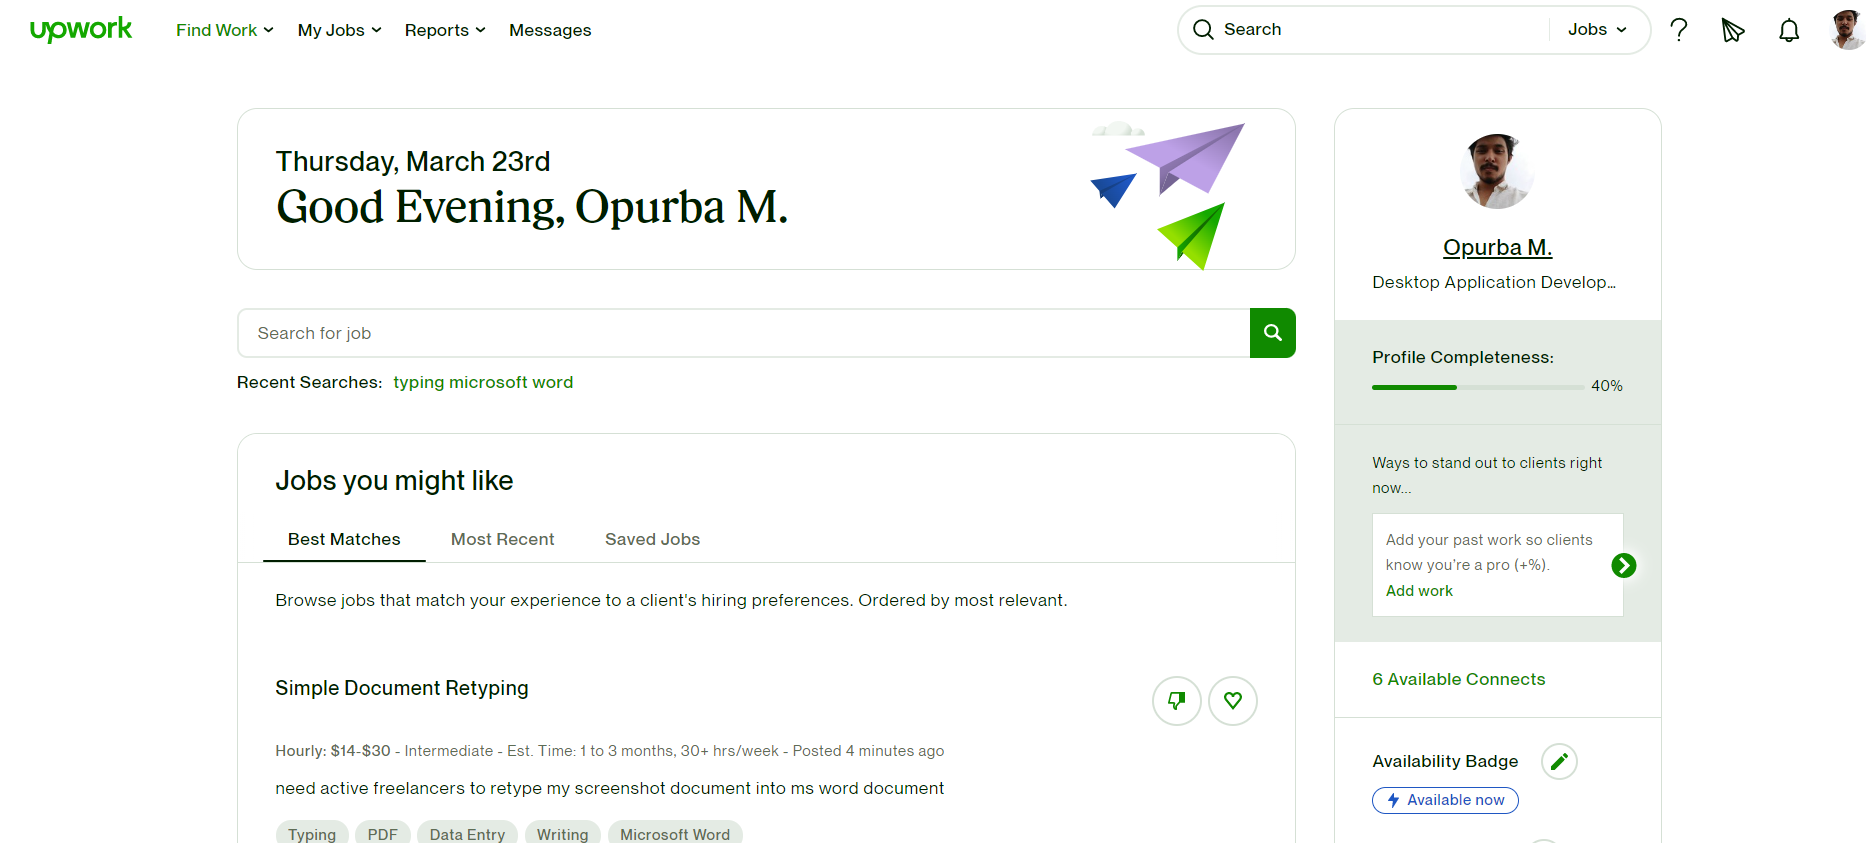 upwork
Find Work
My Jobs
Reports
Messages
Search
Jobs
Thursday, March 23rd
Good Evening, Opurba M.
Search for job
Recent Searches: typing microsoft word
Jobs you might like
Best Matches
Most Recent
Saved Jobs
Browse jobs that match your experience to a client's hiring preferences. Ordered by most relevant.
Simple Document Retyping
Hourly: $14-$30 - Intermediate - Est. Time: 1 to 3 months, 30+ hrs/week - Posted 4 minutes ago
need active freelancers to retype my screenshot document into ms word document
Typing
PDF
Data Entry
Writing
Microsoft Word
Opurba M.
Desktop Application Develop...
Profile Completeness:
40%
Ways to stand out to clients right
now...
Add your past work so clients
know you're a pro (+%).
Add work
6 Available Connects
Availability Badge
Available now